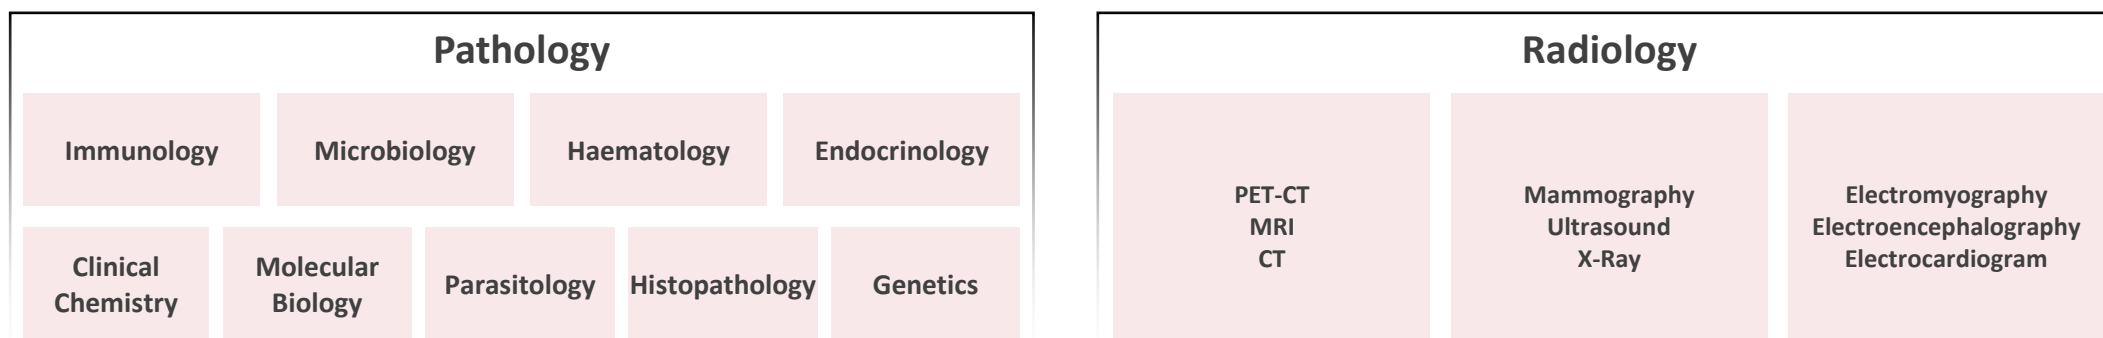 Pathology
Immunology
Microbiology
Haematology
Endocrinology
Clinical
Chemistry
Molecular
Biology
Parasitology
Histopathology
Genetics
Radiology
PET-CT
MRI
CT
Mammography
Ultrasound
X-Ray
Electromyography
Electroencephalography
Electrocardiogram